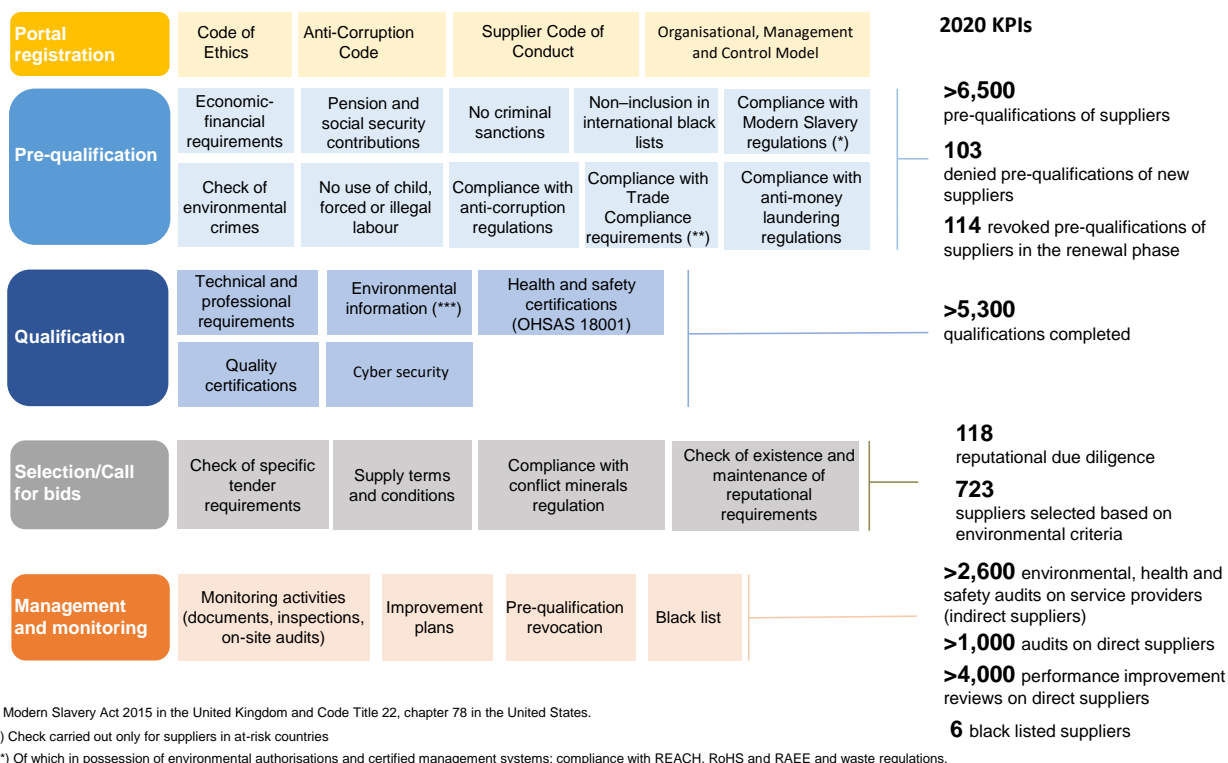 Portal
registration
Code of
Ethics
Anti-Corruption
Code
Supplier Code of
Conduct
Organisational, Management
and Control Model
2020 KPIs
Pre-qualification
Economic-
financial
requirements
Pension and
social security
contributions
No criminal
sanctions
Non–inclusion in
international black
lists
Compliance with
Modern Slavery
regulations (*)
Check of
environmental
crimes
No use of child,
forced or illegal
labour
Compliance with
anti-corruption
regulations
Compliance with
Trade
Compliance
requirements (**)
Compliance with
anti-money
laundering
regulations
>6,500
pre-qualifications of suppliers
103
denied pre-qualifications of new
suppliers
114 revoked pre-qualifications of
suppliers in the renewal phase
Qualification
Technical and
professional
requirements
Environmental
information (***)
Health and safety
certifications
(OHSAS 18001)
Quality
certifications
Cyber security
>5,300
qualifications completed
Selection/Call
for bids
Check of specific
tender
requirements
Supply terms
and conditions
Compliance with
conflict minerals
regulation
Check of existence and
maintenance of
reputational
requirements
118
reputational due diligence
723
suppliers selected based on
environmental criteria
Management
and monitoring
Monitoring activities
(documents, inspections,
on-site audits)
Improvement
plans
Pre-qualification
revocation
Black list
>2,600 environmental, health and
safety audits on service providers
(indirect suppliers)
>1,000 audits on direct suppliers
>4,000 performance improvement
reviews on direct suppliers
6 black listed suppliers
Modern Slavery Act 2015 in the United Kingdom and Code Title 22, chapter 78 in the United States.
) Check carried out only for suppliers in at-risk countries
*) Of which in possession of environmental authorisations and certified management systems; compliance with REACH, RoHS and RAEE and waste regulations.